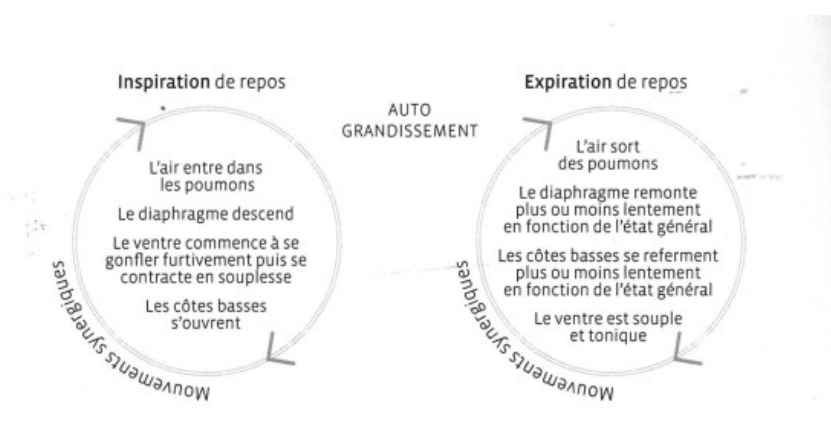 Inspiration de repos
L'air entre dans
les poumons
Le diaphragme descend
Le ventre commence à se
gonfler furtivement puis se
contracte en souplesse
Les côtes basses
s'ouvrent
Mouvements synergiques
AUTO
GRANDISSEMENT
Expiration de repos
L'air sort
des poumons
Le diaphragme remonte
plus ou moins lentement
en fonction de l'état général
Les côtes basses se referment
plus ou moins lentement
en fonction de l'état général
Le ventre est souple
et tonique
Mouvements synergiques